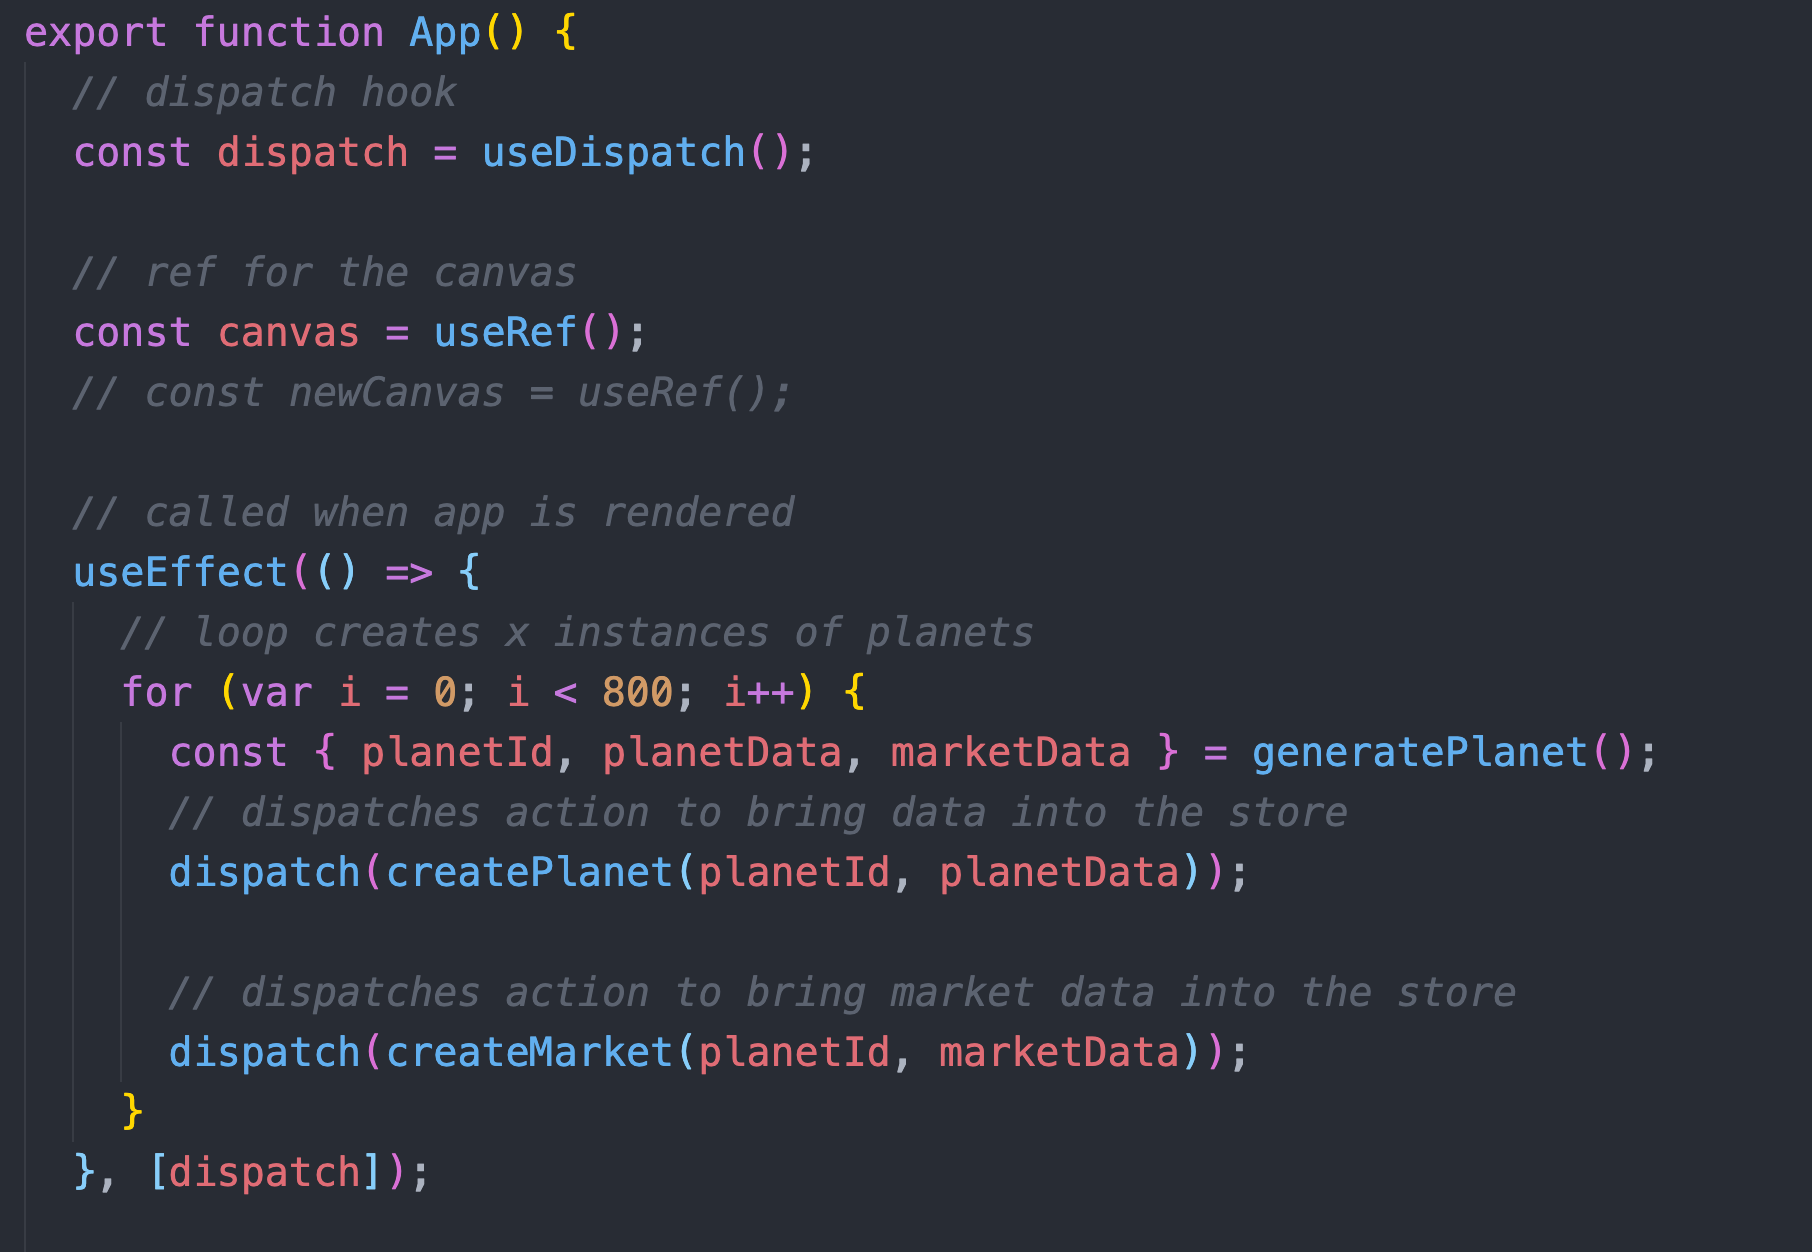 export function App() {
  // dispatch hook
  const dispatch = useDispatch();

  // ref for the canvas
  const canvas = useRef();
  // const newCanvas = useRef();

  // called when app is rendered
  useEffect(() => {
    // loop creates x instances of planets
    for (var i = 0; i < 800; i++) {
      const { planetId, planetData, marketData } = generatePlanet();
      // dispatches action to bring data into the store
      dispatch(createPlanet(planetId, planetData));

      // dispatches action to bring market data into the store
      dispatch(createMarket(planetId, marketData));
    }
  }, [dispatch]);